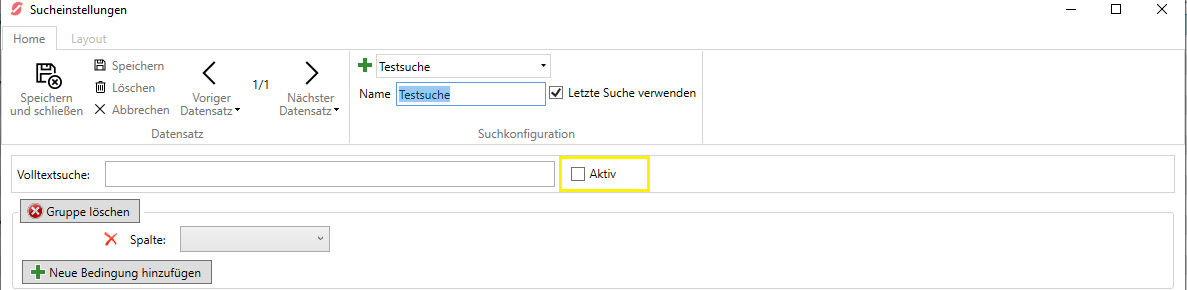 Sucheinstellungen
Home Layout
Speichern und schließen
Speichern
Löschen
Abbrechen
Voriger Datensatz
1/1
Nächster Datensatz
Datensatz
Testsuche
Name Testsuche Letzte Suche verwenden
Suchkonfiguration
Volltextsuche: Aktiv
Gruppe löschen
Spalte:
Neue Bedingung hinzufügen